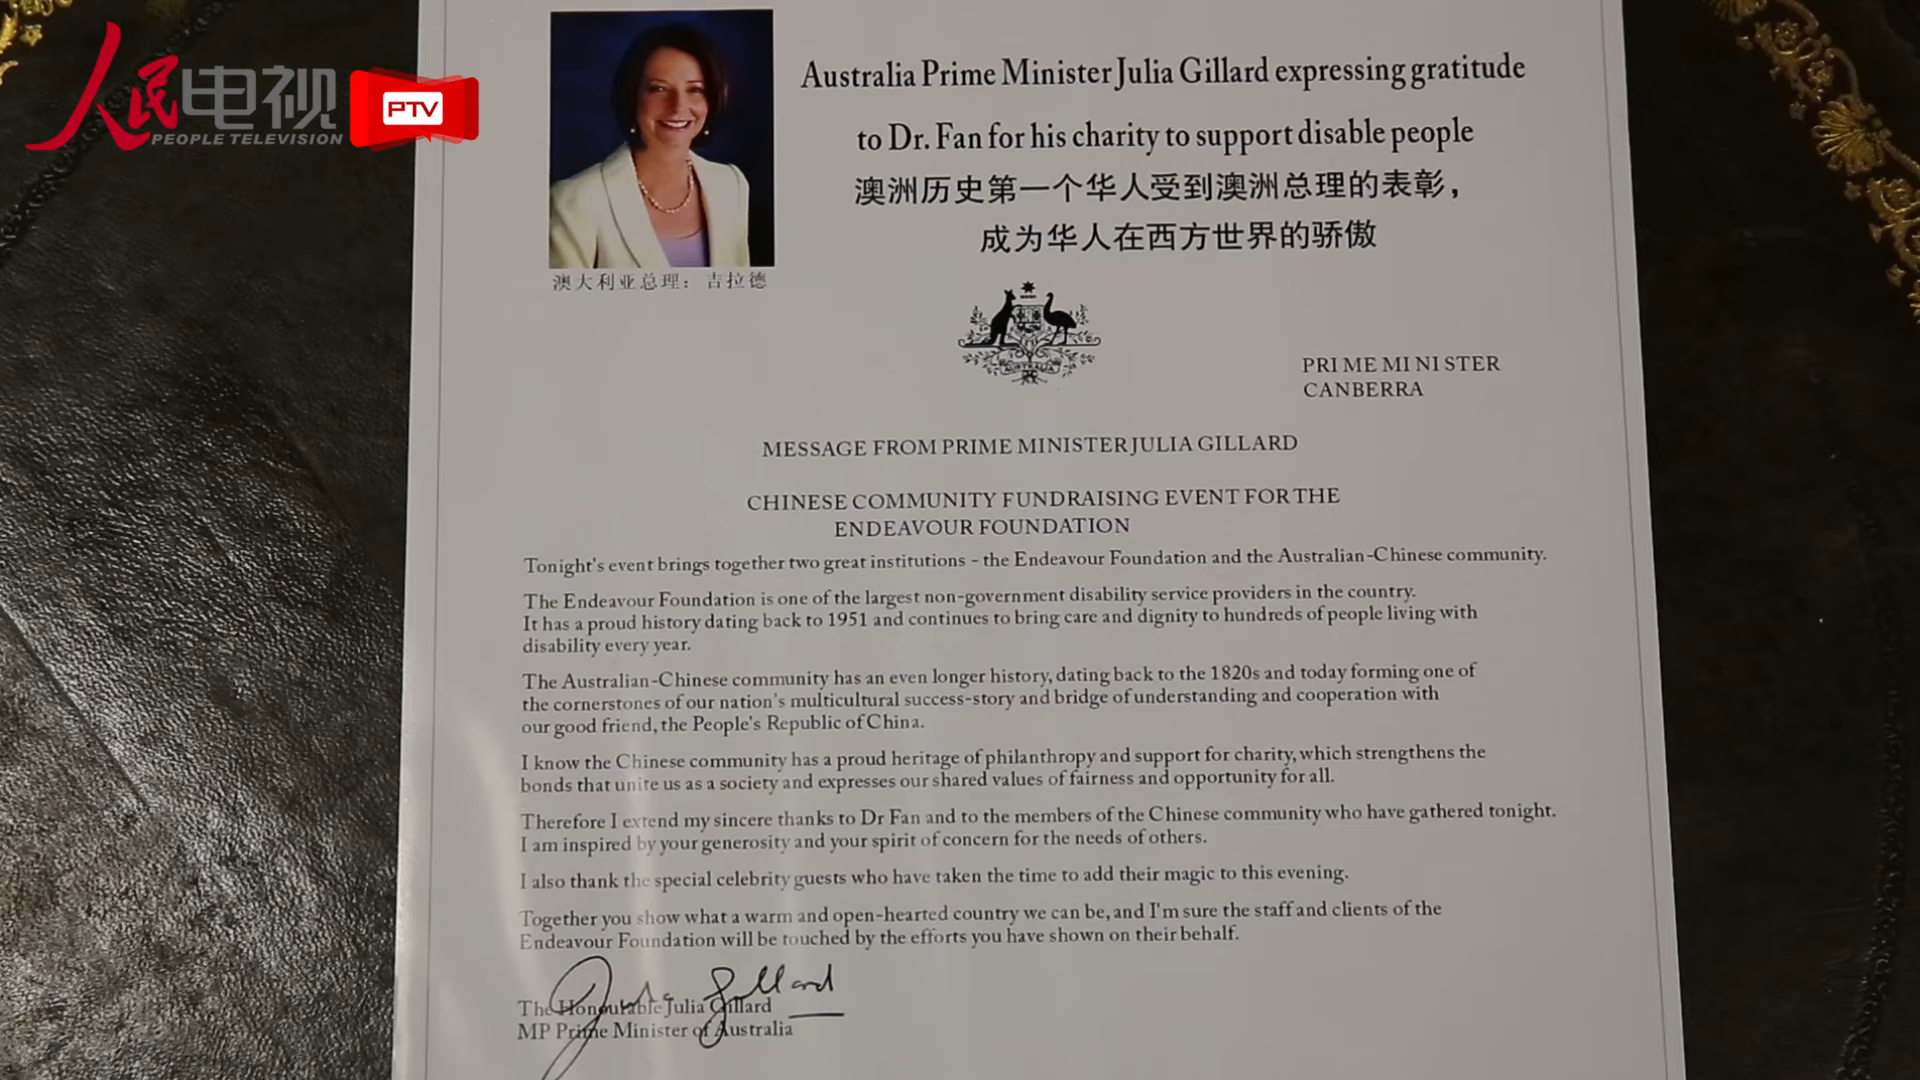 人民电视
PEOPLE TELEVISION
PTV
Australia Prime Minister Julia Gillard expressing gratitude
to Dr. Fan for his charity to support disable people
澳洲历史第一个华人受到澳洲总理的表彰，
成为华人在西方世界的骄傲
澳大利亚总理：吉拉德
AUSTRALIA
PRIME MINISTER
CANBERRA
MESSAGE FROM PRIME MINISTER JULIA GILLARD
CHINESE COMMUNITY FUNDRAISING EVENT FOR THE
ENDEAVOUR FOUNDATION
Tonight's event brings together two great institutions - the Endeavour Foundation and the Australian-Chinese community.
The Endeavour Foundation is one of the largest non-government disability service providers in the country.
It has a proud history dating back to 1951 and continues to bring care and dignity to hundreds of people living with
disability every year.
The Australian-Chinese community has an even longer history, dating back to the 1820s and today forming one of
the cornerstones of our nation's multicultural success-story and bridge of understanding and cooperation with
our good friend, the People's Republic of China.
I know the Chinese community has a proud heritage of philanthropy and support for charity, which strengthens the
bonds that unite us as a society and expresses our shared values of fairness and opportunity for all.
Therefore I extend my sincere thanks to Dr Fan and to the members of the Chinese community who have gathered tonight.
I am inspired by your generosity and your spirit of concern for the needs of others.
I also thank the special celebrity guests who have taken the time to add their magic to this evening.
Together you show what a warm and open-hearted country we can be, and I'm sure the staff and clients of the
Endeavour Foundation will be touched by the efforts you have shown on their behalf.
Julia Gillard
The Honourable Julia Gillard
MP Prime Minister of Australia